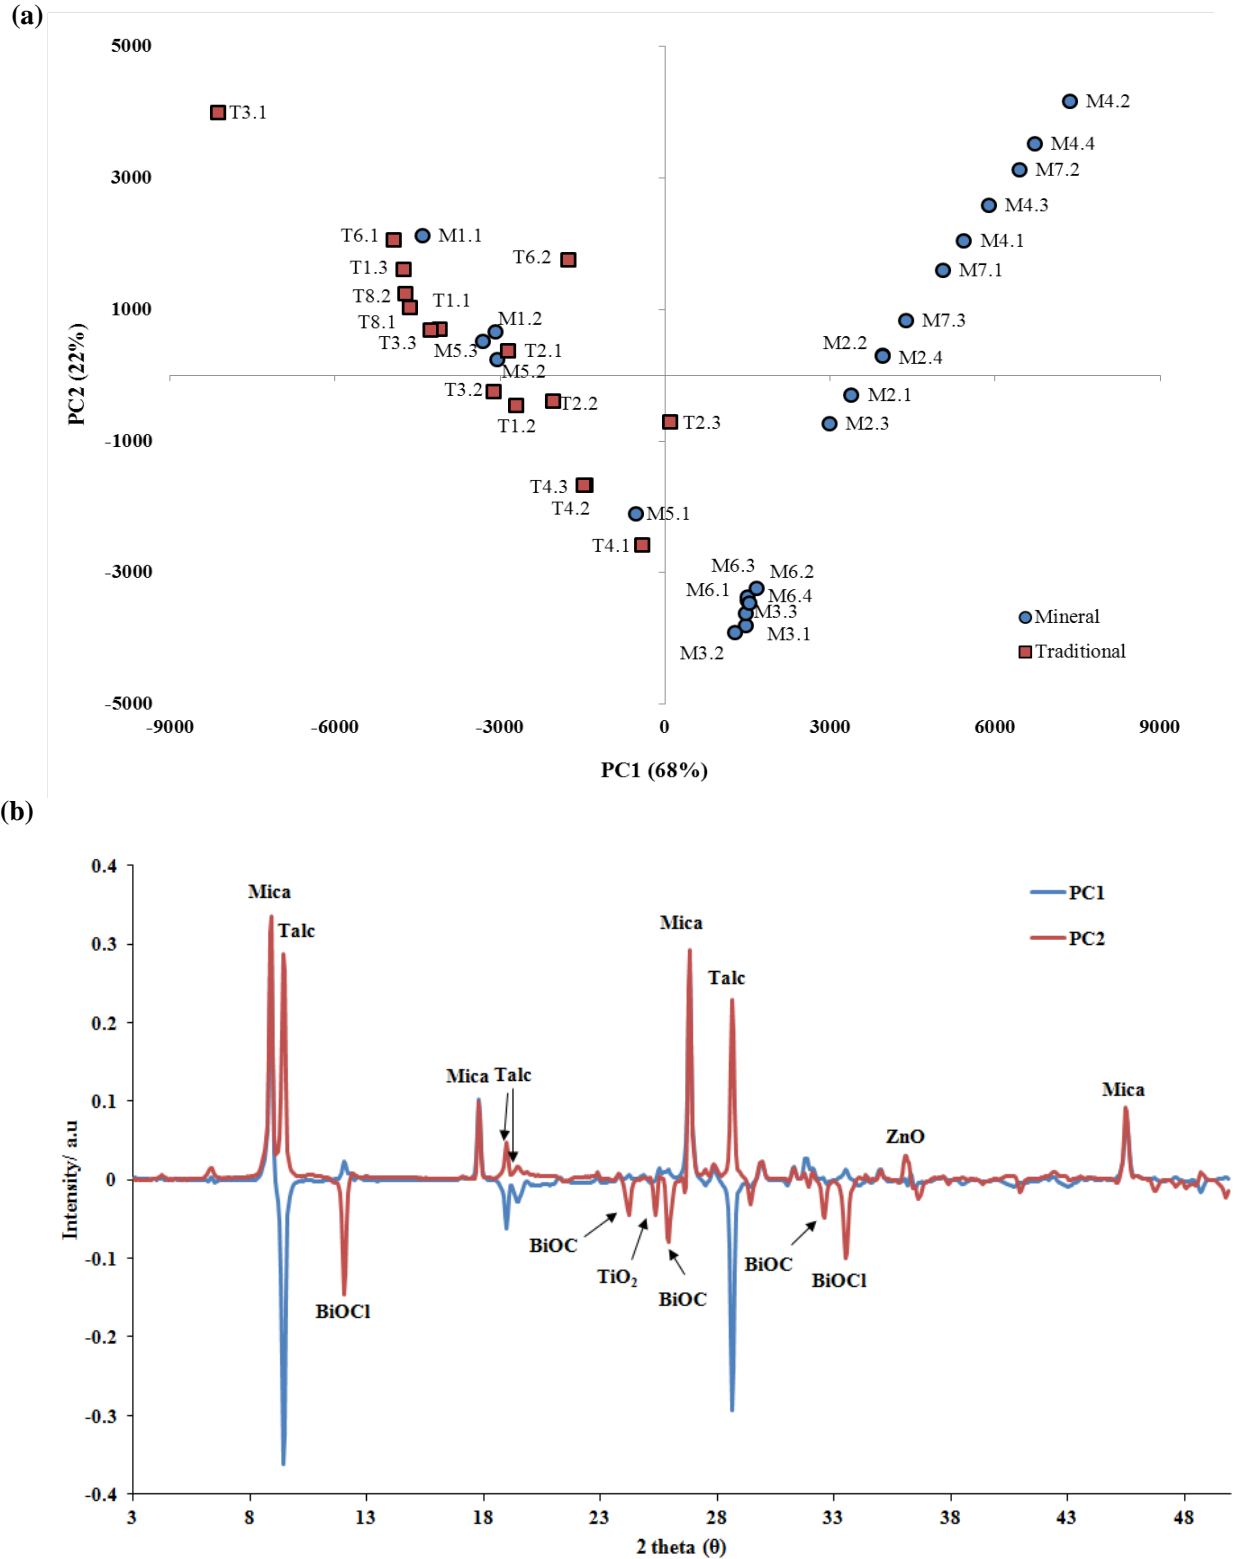 (a)
5000
M4.2
T3.1
M4.4
3000
M7.2
M4.3
T6.1
M1.1
M4.1
T6.2
T1.3
M7.1
T8.2
T1.1
1000
M1.2
M7.3
T8.1
T3.3
M5.3
T2.1
M2.2
M2.4
M5.2
T3.2
T2.2
M2.1
T1.2
T2.3
M2.3
-1000
T4.3
T4.2
M5.1
T4.1
-3000
M6.3
M6.2
M6.1
M6.4
M3.3
M3.1
M3.2
Mineral
Traditional
-5000
PC2 (22%)
-9000 -6000 -3000 0 3000 6000 9000
PC1 (68%)
(b)
0.4
Mica
PC1
Talc
Mica
PC2
0.3
Talc
0.2
Mica Talc
Mica
0.1
ZnO
0
BiOC
TiO₂
BiOC
BiOC
BiOCl
-0.1
BiOCl
-0.2
-0.3
-0.4
Intensity/ a.u
3 8 13 18 23 28 33 38 43 48
2 theta (θ)